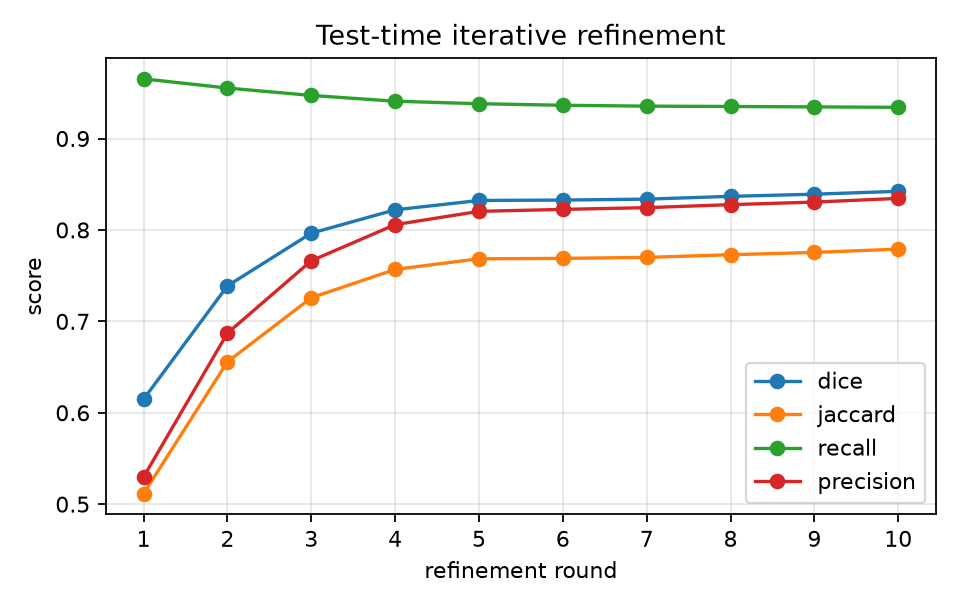 Test-time iterative refinement
score
0.9
0.8
0.7
0.6
0.5
dice
jaccard
recall
precision
1 2 3 4 5 6 7 8 9 10
refinement round